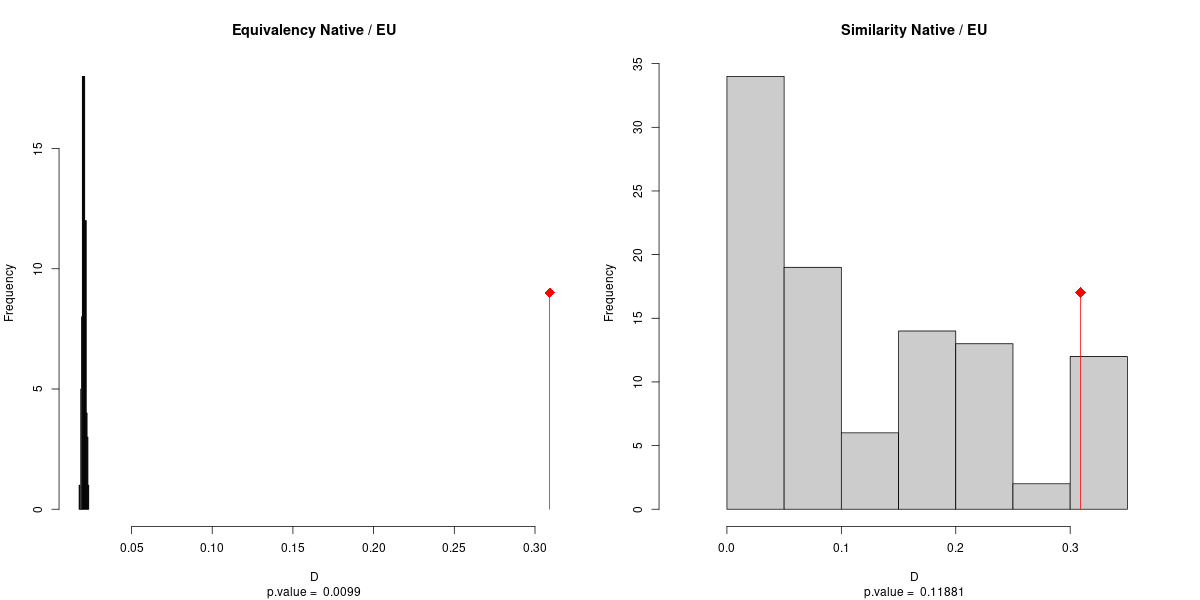 Equivalency Native / EU
Frequency
0
5
10
15
0.05 0.10 0.15 0.20 0.25 0.30
D
p.value = 0.0099
Similarity Native / EU
Frequency
0
5
10
15
20
25
30
35
0.0 0.1 0.2 0.3
D
p.value = 0.11881